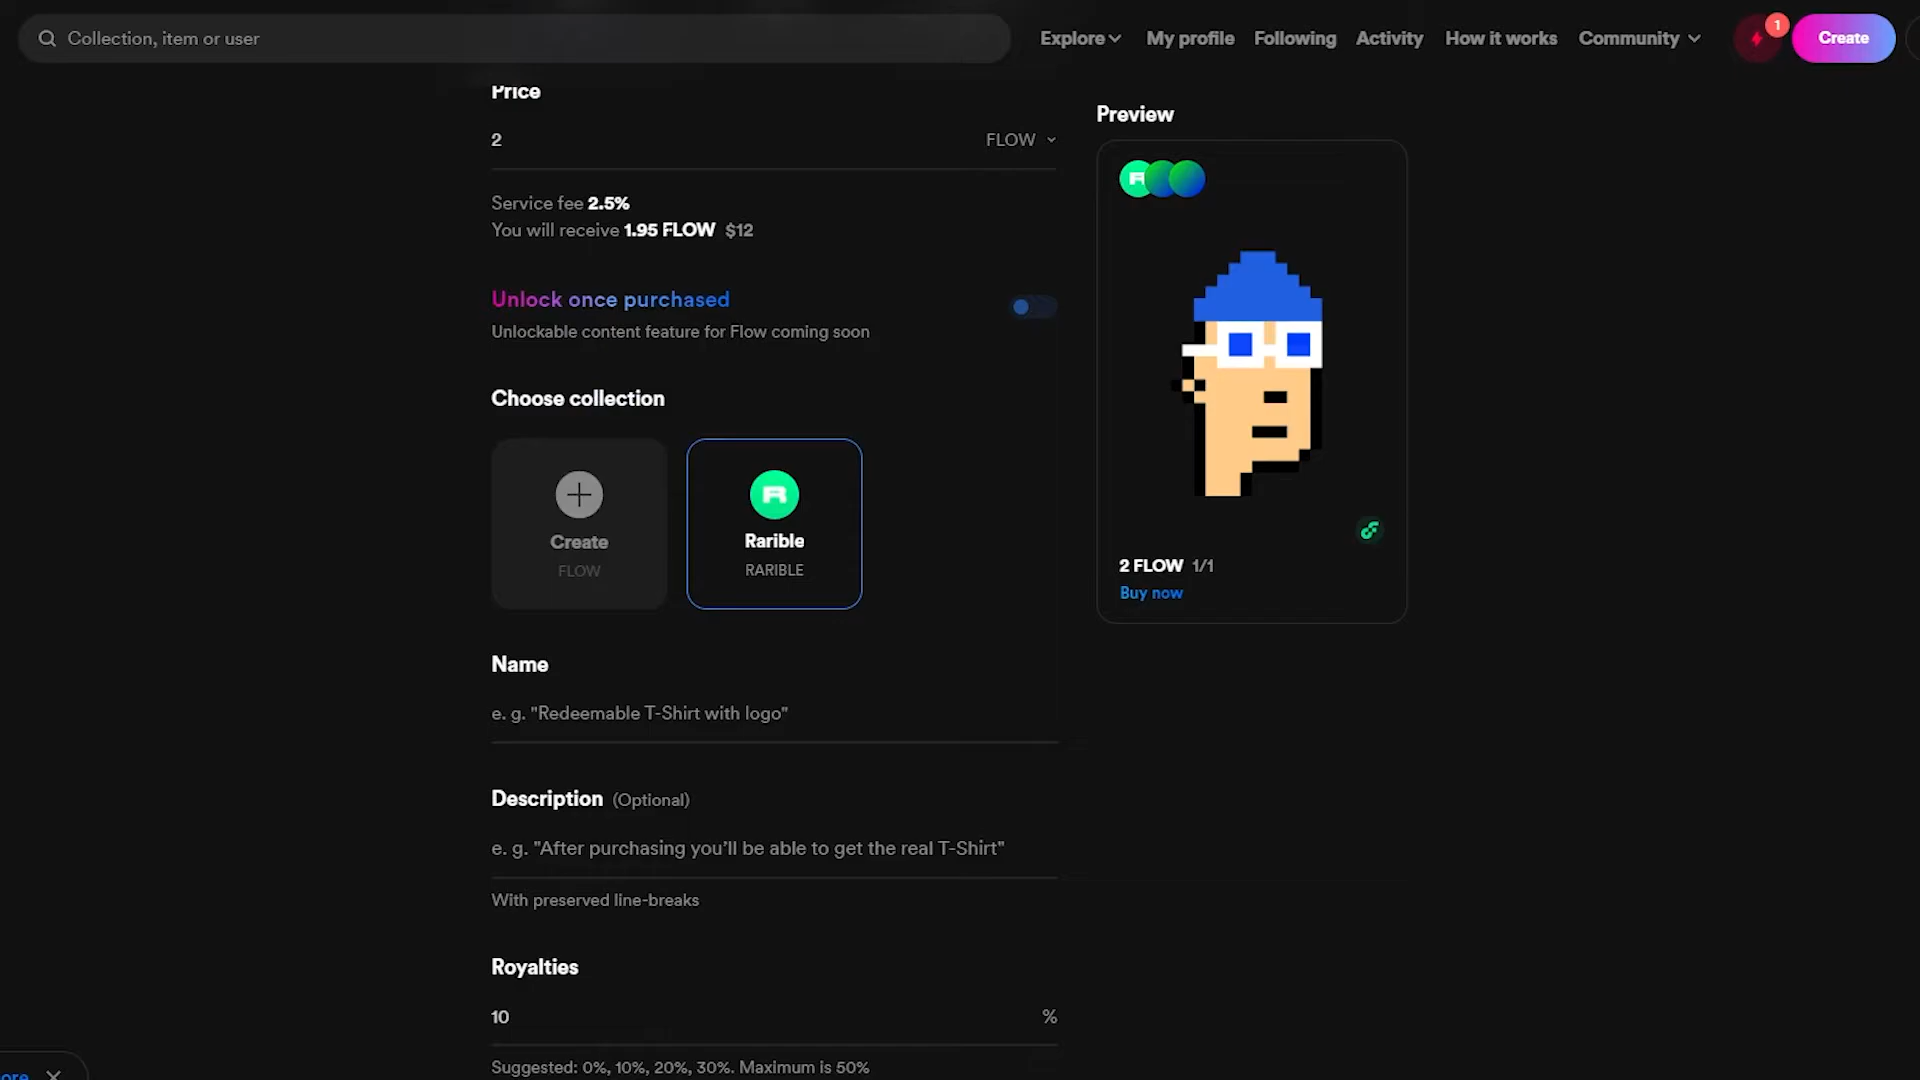 Collection, item or user
Explore
My profile
Following
Activity
How it works
Community
1
Create
Price
2
FLOW
Service fee 2.5%
You will receive 1.95 FLOW $12
Unlock once purchased
Unlockable content feature for Flow coming soon
Choose collection
Create
FLOW
R
Rarible
RARIBLE
Name
e. g. "Redeemable T-Shirt with logo"
Description (Optional)
e. g. "After purchasing you'll be able to get the real T-Shirt"
With preserved line-breaks
Royalties
10
%
Suggested: 0%, 10%, 20%, 30%. Maximum is 50%
Preview
R
2 FLOW 1/1
Buy now